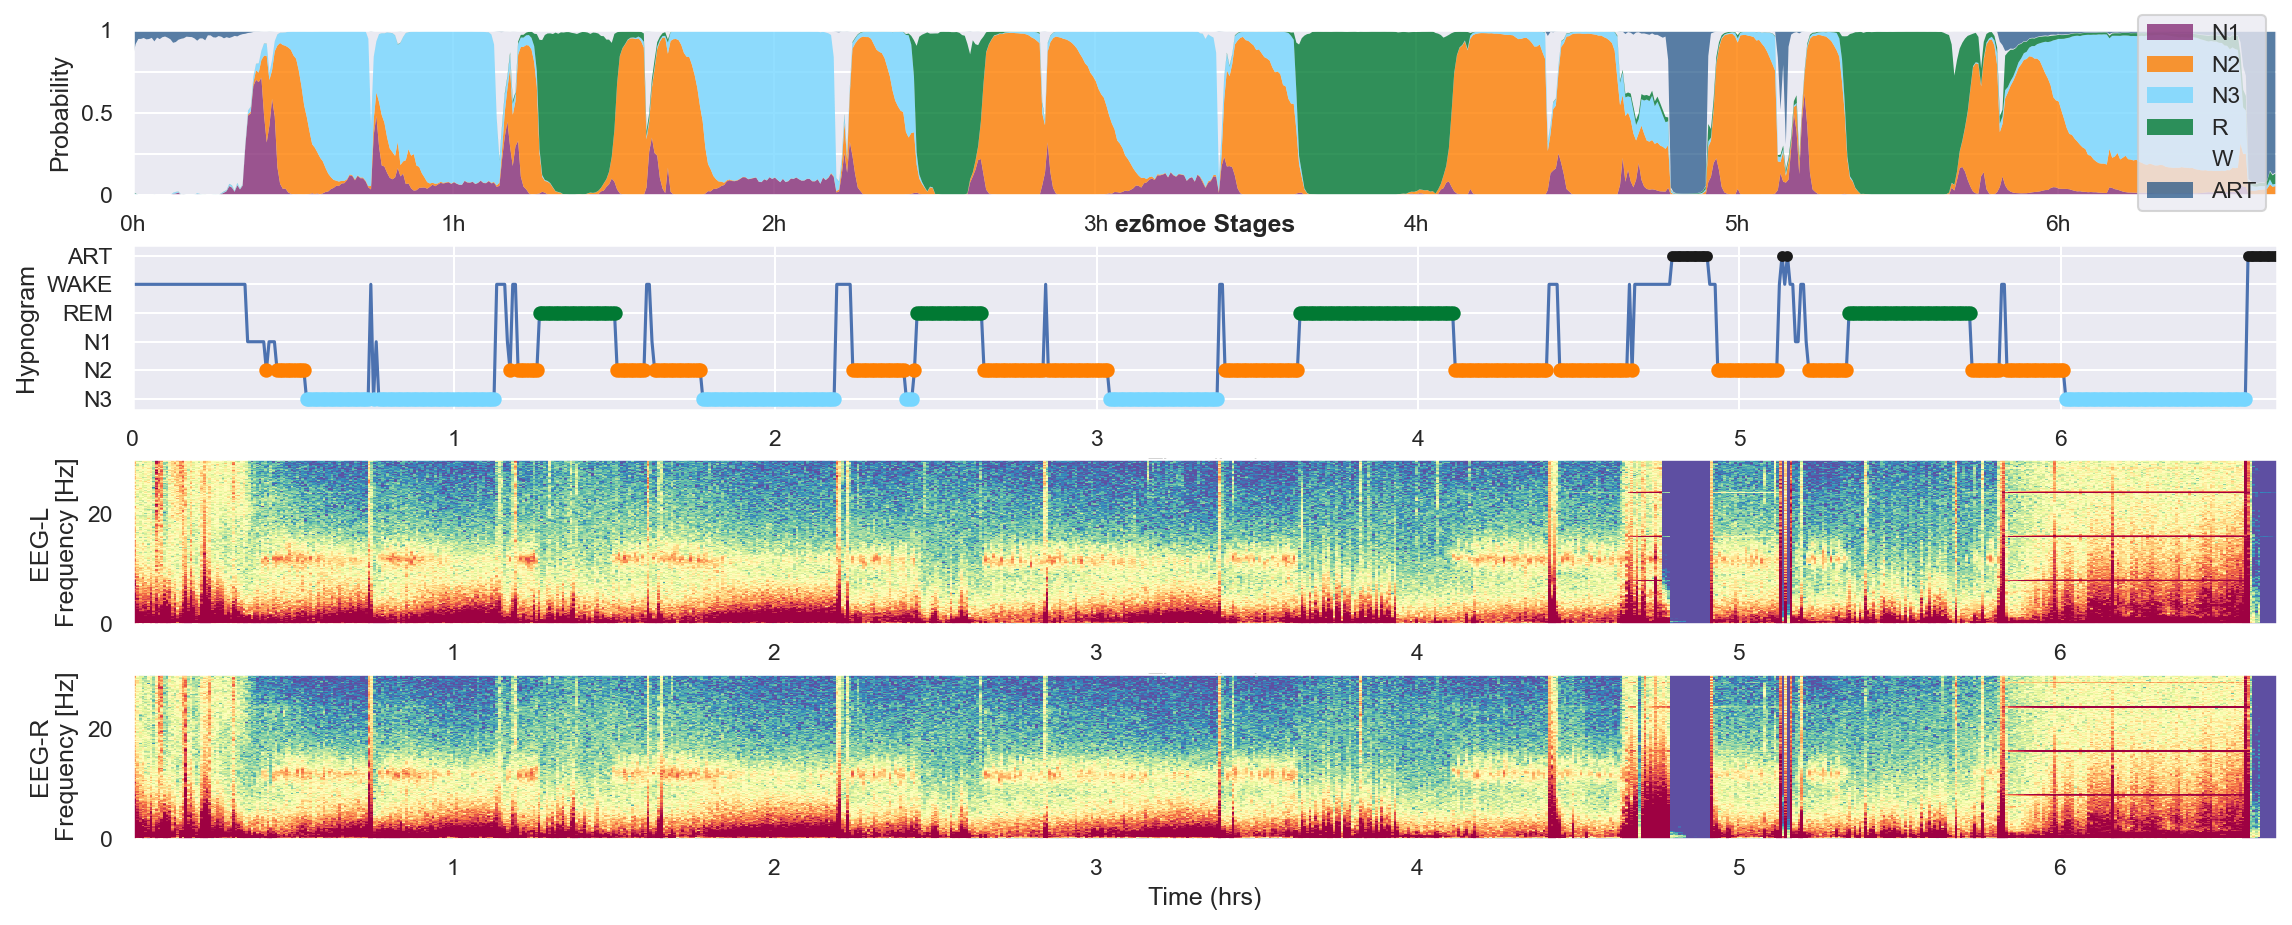 Probability
1
0.5
0
0h 1h 2h 3h 4h 5h 6h
N1
N2
N3
R
W
ART
ez6moe Stages
Hypnogram
ART
WAKE
REM
N1
N2
N3
0 1 2 3 4 5 6
EEG-L
Frequency [Hz]
20
0
1 2 3 4 5 6
EEG-R
Frequency [Hz]
20
0
1 2 3 4 5 6
Time (hrs)